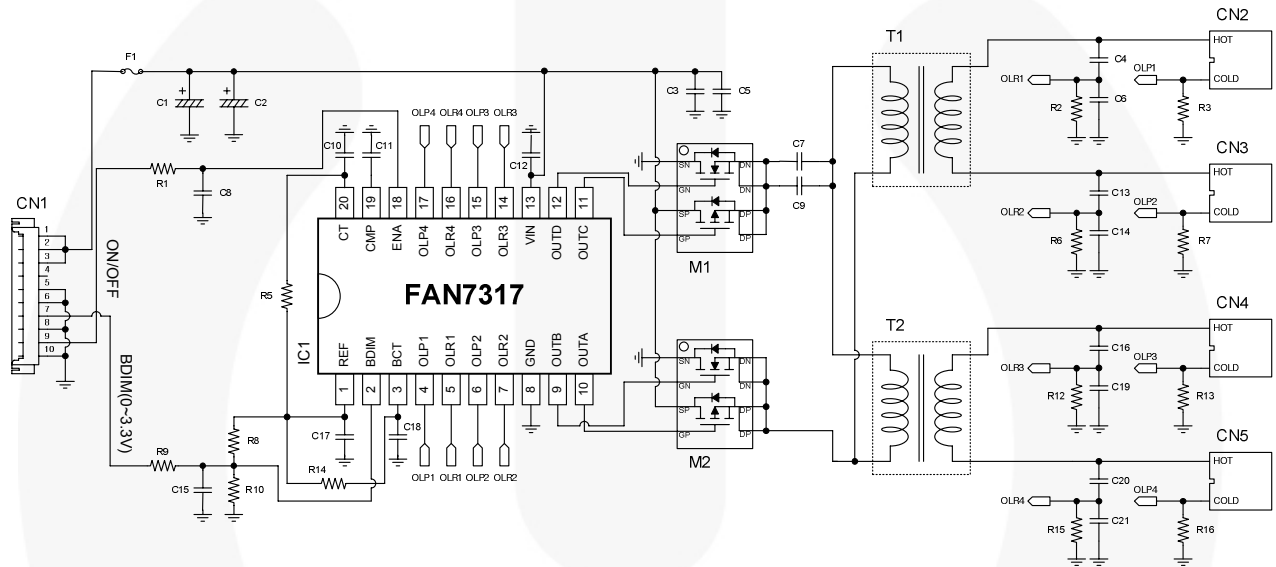 CN2
T1
HOT
F1
C4
OLR1
OLP1
COLD
C1
C2
C3
C5
R2
C6
R3
OLP4
OLR4
OLP3
OLR3
C10
C11
C12
C7
CN3
SN
DN
HOT
R1
GN
DN
C9
C8
C13
SP
DP
OLR2
OLP2
COLD
CN1
20
19
18
17
16
15
14
13
12
11
GP
DP
R6
C14
R7
1
2
3
4
5
6
7
8
9
10
ON/OFF
CT
CMP
ENA
OLP4
OLR4
OLP3
OLR3
VIN
OUTD
OUTC
M1
R5
FAN7317
CN4
T2
HOT
IC1
REF
BDIM
BCT
OLP1
OLR1
OLP2
OLR2
GND
OUTB
OUTA
SN
DN
C16
OLR3
OLP3
COLD
BDIM(0~3.3V)
1
2
3
4
5
6
7
8
9
10
GN
DN
R12
C19
R13
SP
DP
R8
C17
C18
GP
DP
CN5
R9
M2
HOT
R14
OLP1
OLR1
OLP2
OLR2
C20
C15
R10
OLR4
OLP4
COLD
R15
C21
R16